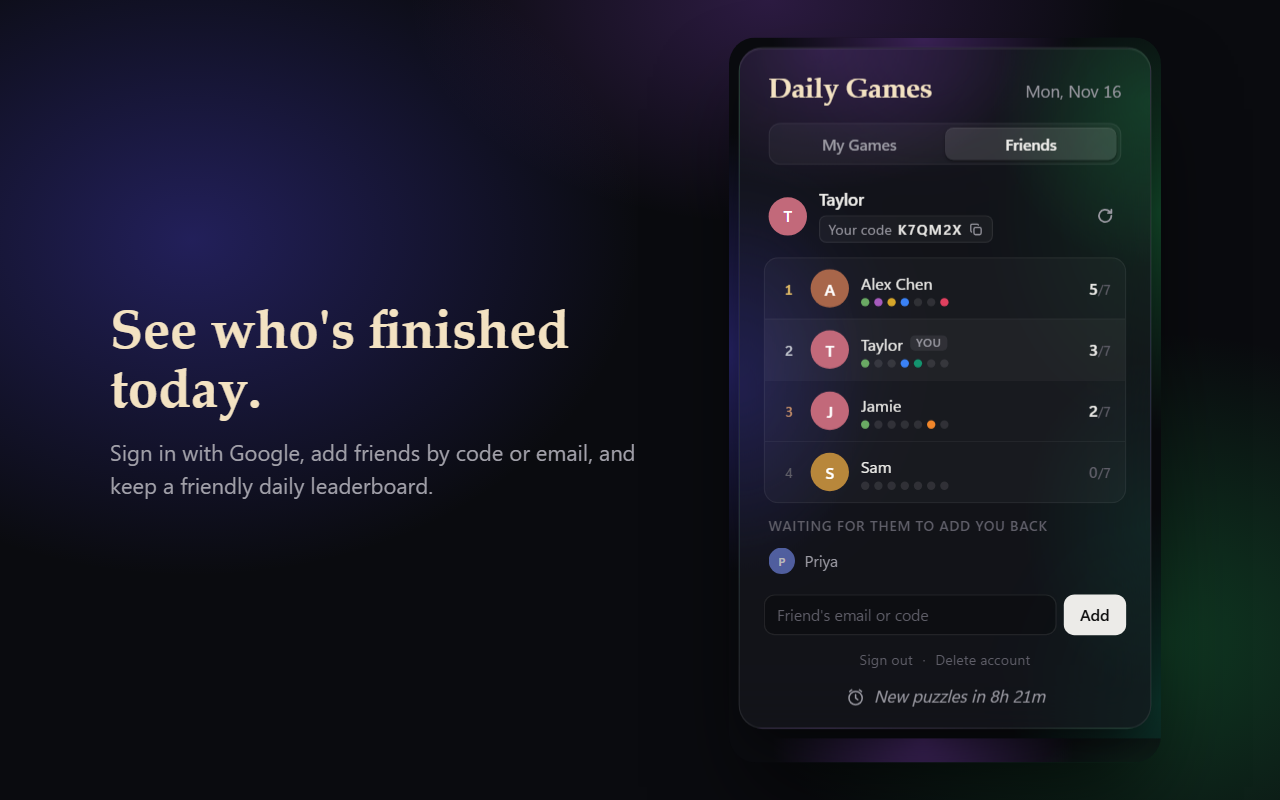 See who's finished
today.
Sign in with Google, add friends by code or email, and
keep a friendly daily leaderboard.
Daily Games
Mon, Nov 16
My Games
Friends
T
Taylor
Your code K7QM2X
1 A Alex Chen 5/7
2 T Taylor YOU 3/7
3 J Jamie 2/7
4 S Sam 0/7
WAITING FOR THEM TO ADD YOU BACK
P Priya
Friend's email or code
Add
Sign out · Delete account
New puzzles in 8h 21m